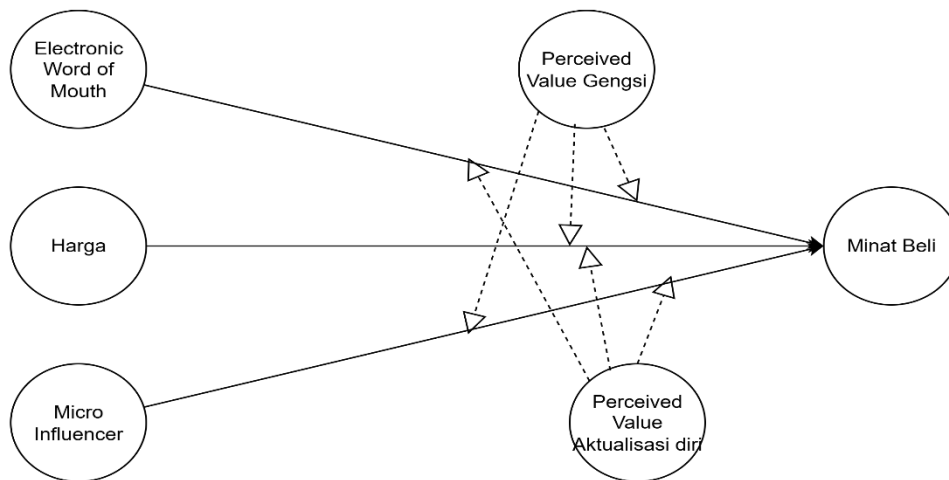 Electronic
Word of
Mouth
Perceived
Value Gengsi
Harga
Minat Beli
Micro
Influencer
Perceived
Value
Aktualisasi diri